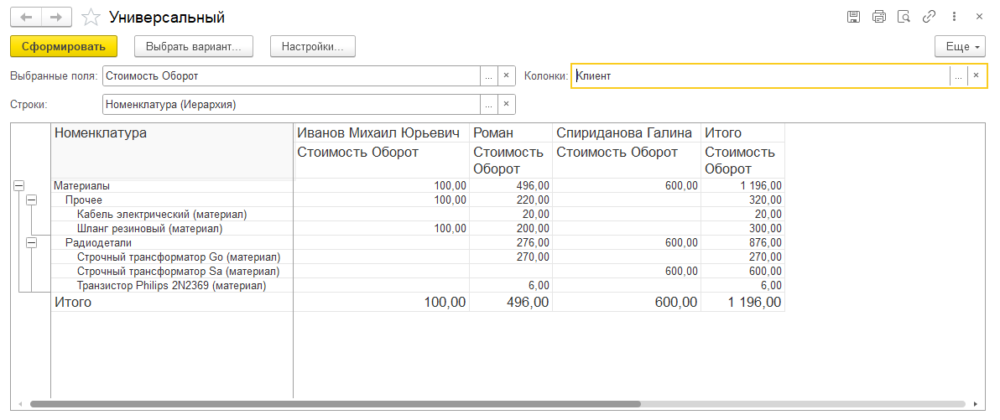 Универсальный
Сформировать Выбрать вариант... Настройки... Еще
Выбранные поля: Стоимость Оборот ... × Колонки: Клиент ... ×
Строки: Номенклатура (Иерархия) ... ×
Номенклатура Иванов Михаил Юрьевич Роман Спириданова Галина Итого
Стоимость Оборот Стоимость Оборот Стоимость Оборот Стоимость Оборот
Материалы 100,00 496,00 600,00 1 196,00
Прочее 100,00 220,00 320,00
Кабель электрический (материал) 20,00 20,00
Шланг резиновый (материал) 100,00 200,00 300,00
Радиодетали 276,00 600,00 876,00
Строчный трансформатор Go (материал) 270,00 270,00
Строчный трансформатор Sa (материал) 600,00 600,00
Транзистор Philips 2N2369 (материал) 6,00 6,00
Итого 100,00 496,00 600,00 1 196,00